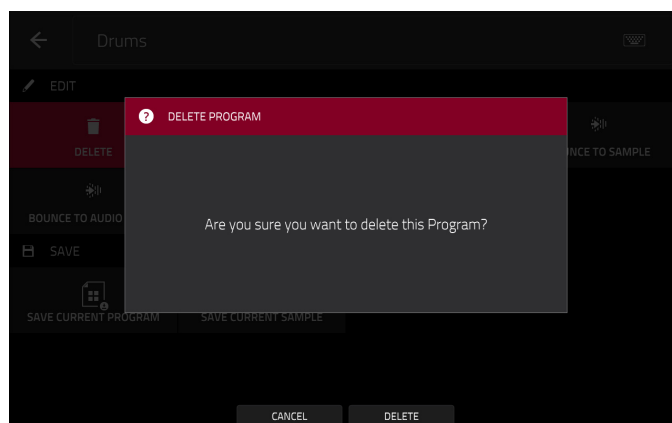 Drums
EDIT
DELETE PROGRAM
DELETE
NCE TO SAMPLE
BOUNCE TO AUDIO
Are you sure you want to delete this Program?
SAVE
SAVE CURRENT PROGRAM
SAVE CURRENT SAMPLE
CANCEL
DELETE